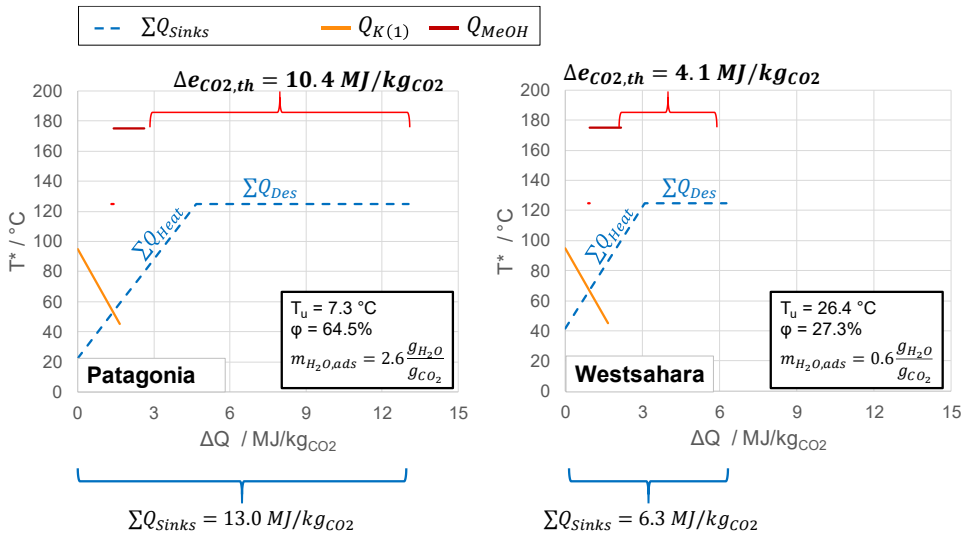 ∑Q_Sinks Q_K(1) Q_MeOH
Δe_CO2,th = 10.4 MJ/kg_CO2
200
180
160
140
120
100
80
60
40
20
0
T* / °C
∑Q_Heat
∑Q_Des
T_u = 7.3 °C
φ = 64.5%
m_H₂O,ads = 2.6 g_H₂O/g_CO₂
Patagonia
0 3 6 9 12 15
ΔQ / MJ/kg_CO2
∑Q_Sinks = 13.0 MJ/kg_CO2
Δe_CO2,th = 4.1 MJ/kg_CO2
200
180
160
140
120
100
80
60
40
20
0
T* / °C
∑Q_Heat
∑Q_Des
T_u = 26.4 °C
φ = 27.3%
m_H₂O,ads = 0.6 g_H₂O/g_CO₂
Westsahara
0 3 6 9 12 15
ΔQ / MJ/kg_CO2
∑Q_Sinks = 6.3 MJ/kg_CO2